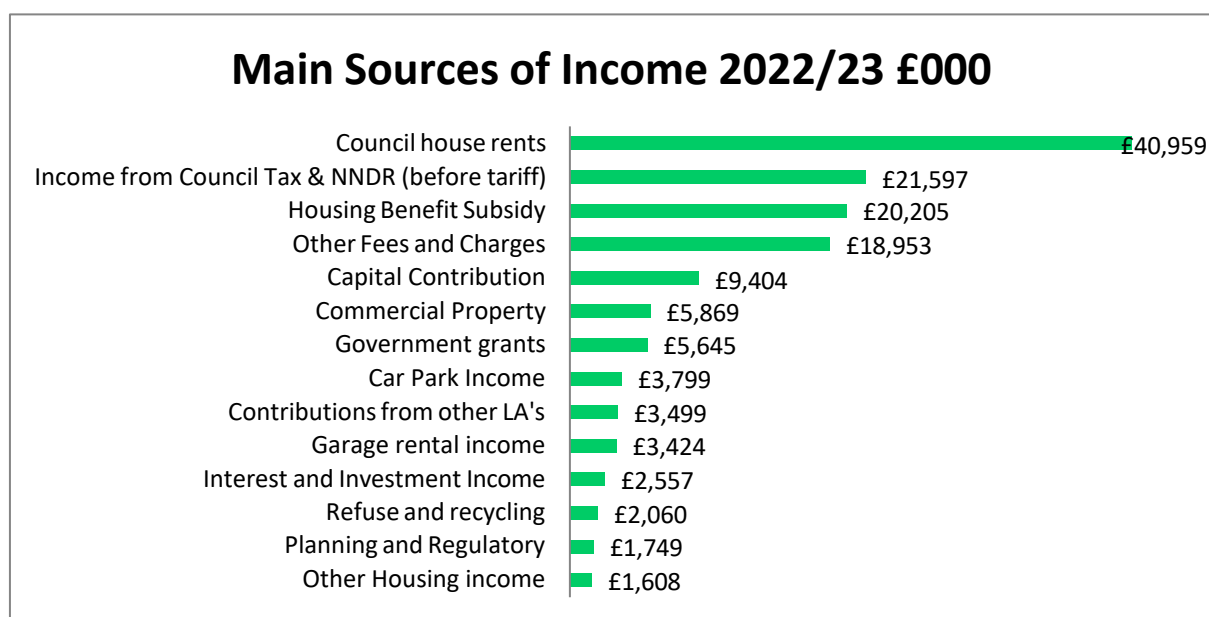 Main Sources of Income 2022/23 £000
Council house rents £40,959
Income from Council Tax & NNDR (before tariff) £21,597
Housing Benefit Subsidy £20,205
Other Fees and Charges £18,953
Capital Contribution £9,404
Commercial Property £5,869
Government grants £5,645
Car Park Income £3,799
Contributions from other LA's £3,499
Garage rental income £3,424
Interest and Investment Income £2,557
Refuse and recycling £2,060
Planning and Regulatory £1,749
Other Housing income £1,608